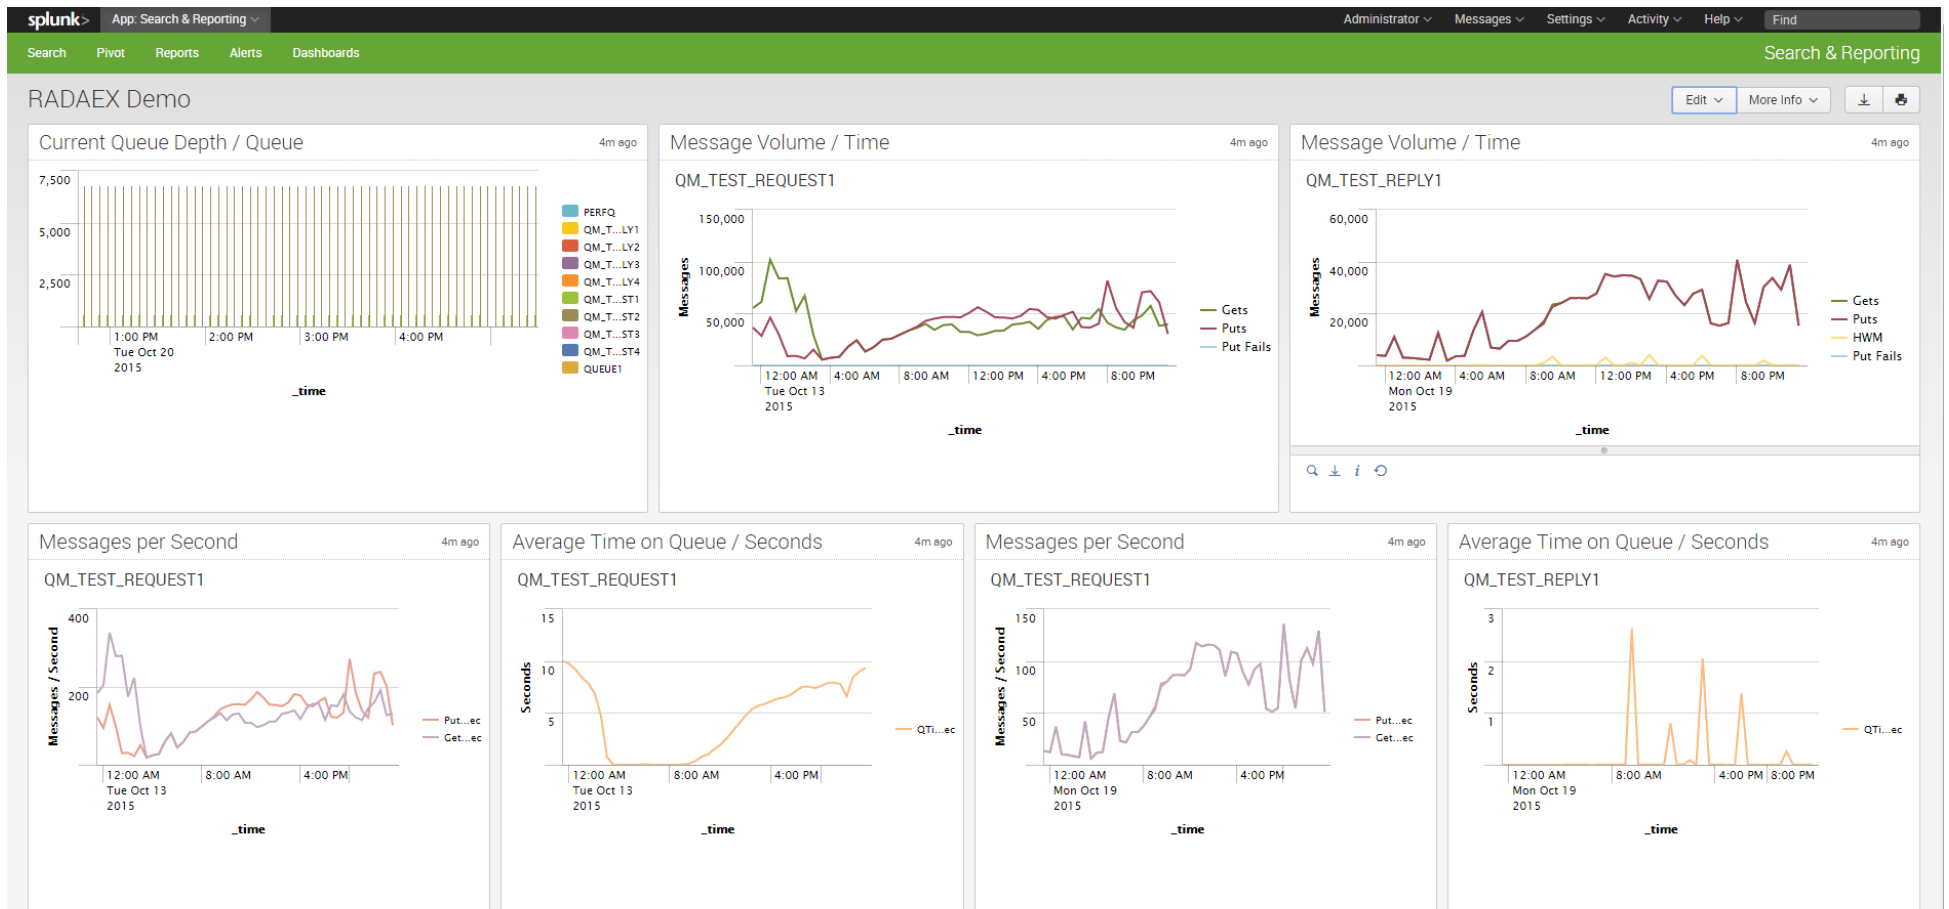 splunk> App: Search & Reporting Administrator Messages Settings Activity Help Find
Search Pivot Reports Alerts Dashboards Search & Reporting
RADAEX Demo Edit More Info
Current Queue Depth / Queue 4m ago
7,500
5,000
2,500
1:00 PM 2:00 PM 3:00 PM 4:00 PM
Tue Oct 20
2015
_time
PERFQ
QM_T...LY1
QM_T...LY2
QM_T...LY3
QM_T...LY4
QM_T...ST1
QM_T...ST2
QM_T...ST3
QM_T...ST4
QUEUE1
Message Volume / Time 4m ago
QM_TEST_REQUEST1
Messages
150,000
100,000
50,000
12:00 AM 4:00 AM 8:00 AM 12:00 PM 4:00 PM 8:00 PM
Tue Oct 13
2015
_time
Gets
Puts
Put Fails
Message Volume / Time 4m ago
QM_TEST_REPLY1
Messages
60,000
40,000
20,000
12:00 AM 4:00 AM 8:00 AM 12:00 PM 4:00 PM 8:00 PM
Mon Oct 19
2015
_time
Gets
Puts
HWM
Put Fails
Messages per Second 4m ago
QM_TEST_REQUEST1
Messages / Second
400
200
12:00 AM 8:00 AM 4:00 PM
Tue Oct 13
2015
_time
Put...ec
Get...ec
Average Time on Queue / Seconds 4m ago
QM_TEST_REQUEST1
Seconds
15
10
5
12:00 AM 8:00 AM 4:00 PM
Tue Oct 13
2015
_time
QTi...ec
Messages per Second 4m ago
QM_TEST_REQUEST1
Messages / Second
150
100
50
12:00 AM 8:00 AM 4:00 PM
Mon Oct 19
2015
_time
Put...ec
Get...ec
Average Time on Queue / Seconds 4m ago
QM_TEST_REPLY1
Seconds
3
2
1
12:00 AM 8:00 AM 4:00 PM 8:00 PM
Mon Oct 19
2015
_time
QTi...ec